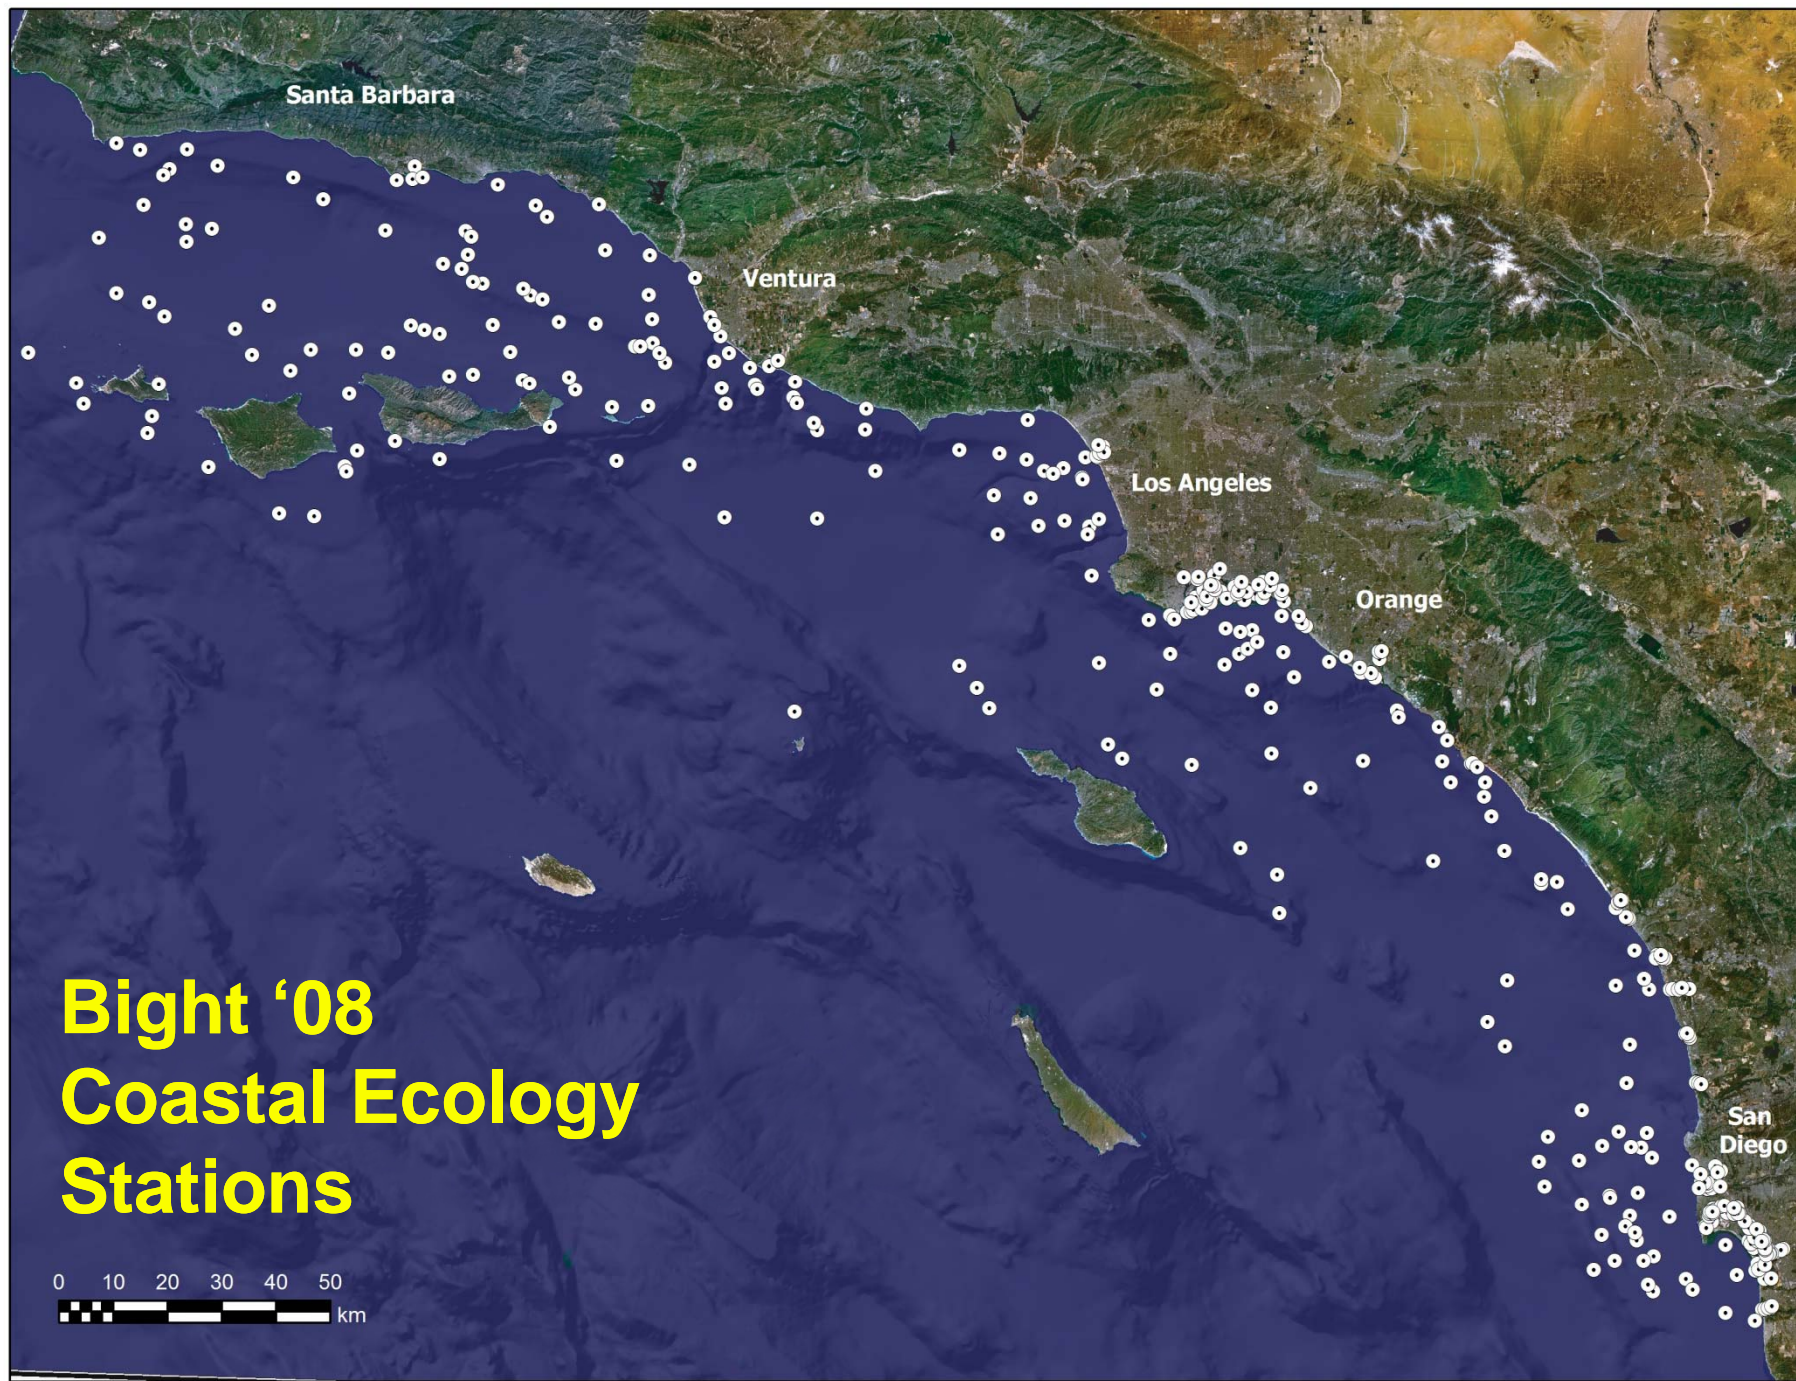 Santa Barbara
Ventura
Los Angeles
Orange
San
Diego
Bight ‘08
Coastal Ecology
Stations
0 10 20 30 40 50
km